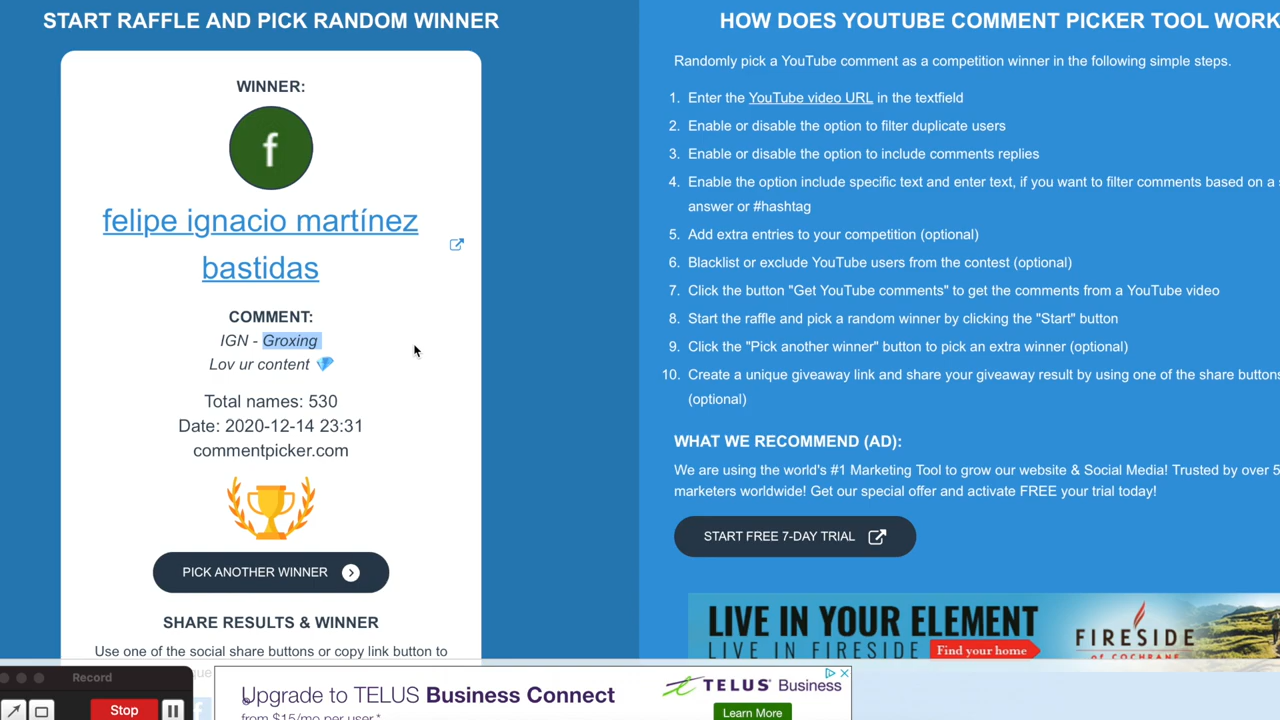 START RAFFLE AND PICK RANDOM WINNER
WINNER:
f
felipe ignacio martínez
bastidas
COMMENT:
IGN - Groxing
Lov ur content 💎
Total names: 530
Date: 2020-12-14 23:31
commentpicker.com
PICK ANOTHER WINNER
SHARE RESULTS & WINNER
Use one of the social share buttons or copy link button to
HOW DOES YOUTUBE COMMENT PICKER TOOL WORK
Randomly pick a YouTube comment as a competition winner in the following simple steps.
1. Enter the YouTube video URL in the textfield
2. Enable or disable the option to filter duplicate users
3. Enable or disable the option to include comments replies
4. Enable the option include specific text and enter text, if you want to filter comments based on a
answer or #hashtag
5. Add extra entries to your competition (optional)
6. Blacklist or exclude YouTube users from the contest (optional)
7. Click the button "Get YouTube comments" to get the comments from a YouTube video
8. Start the raffle and pick a random winner by clicking the "Start" button
9. Click the "Pick another winner" button to pick an extra winner (optional)
10. Create a unique giveaway link and share your giveaway result by using one of the share buttons
(optional)
WHAT WE RECOMMEND (AD):
We are using the world's #1 Marketing Tool to grow our website & Social Media! Trusted by over 5
marketers worldwide! Get our special offer and activate FREE your trial today!
START FREE 7-DAY TRIAL
LIVE IN YOUR ELEMENT
LIVE IN FIRESIDE
Find your home
FIRESIDE
OF COCHRANE
Record
Stop
Upgrade to TELUS Business Connect
from $15/mo per user.*
TELUS Business
Learn More